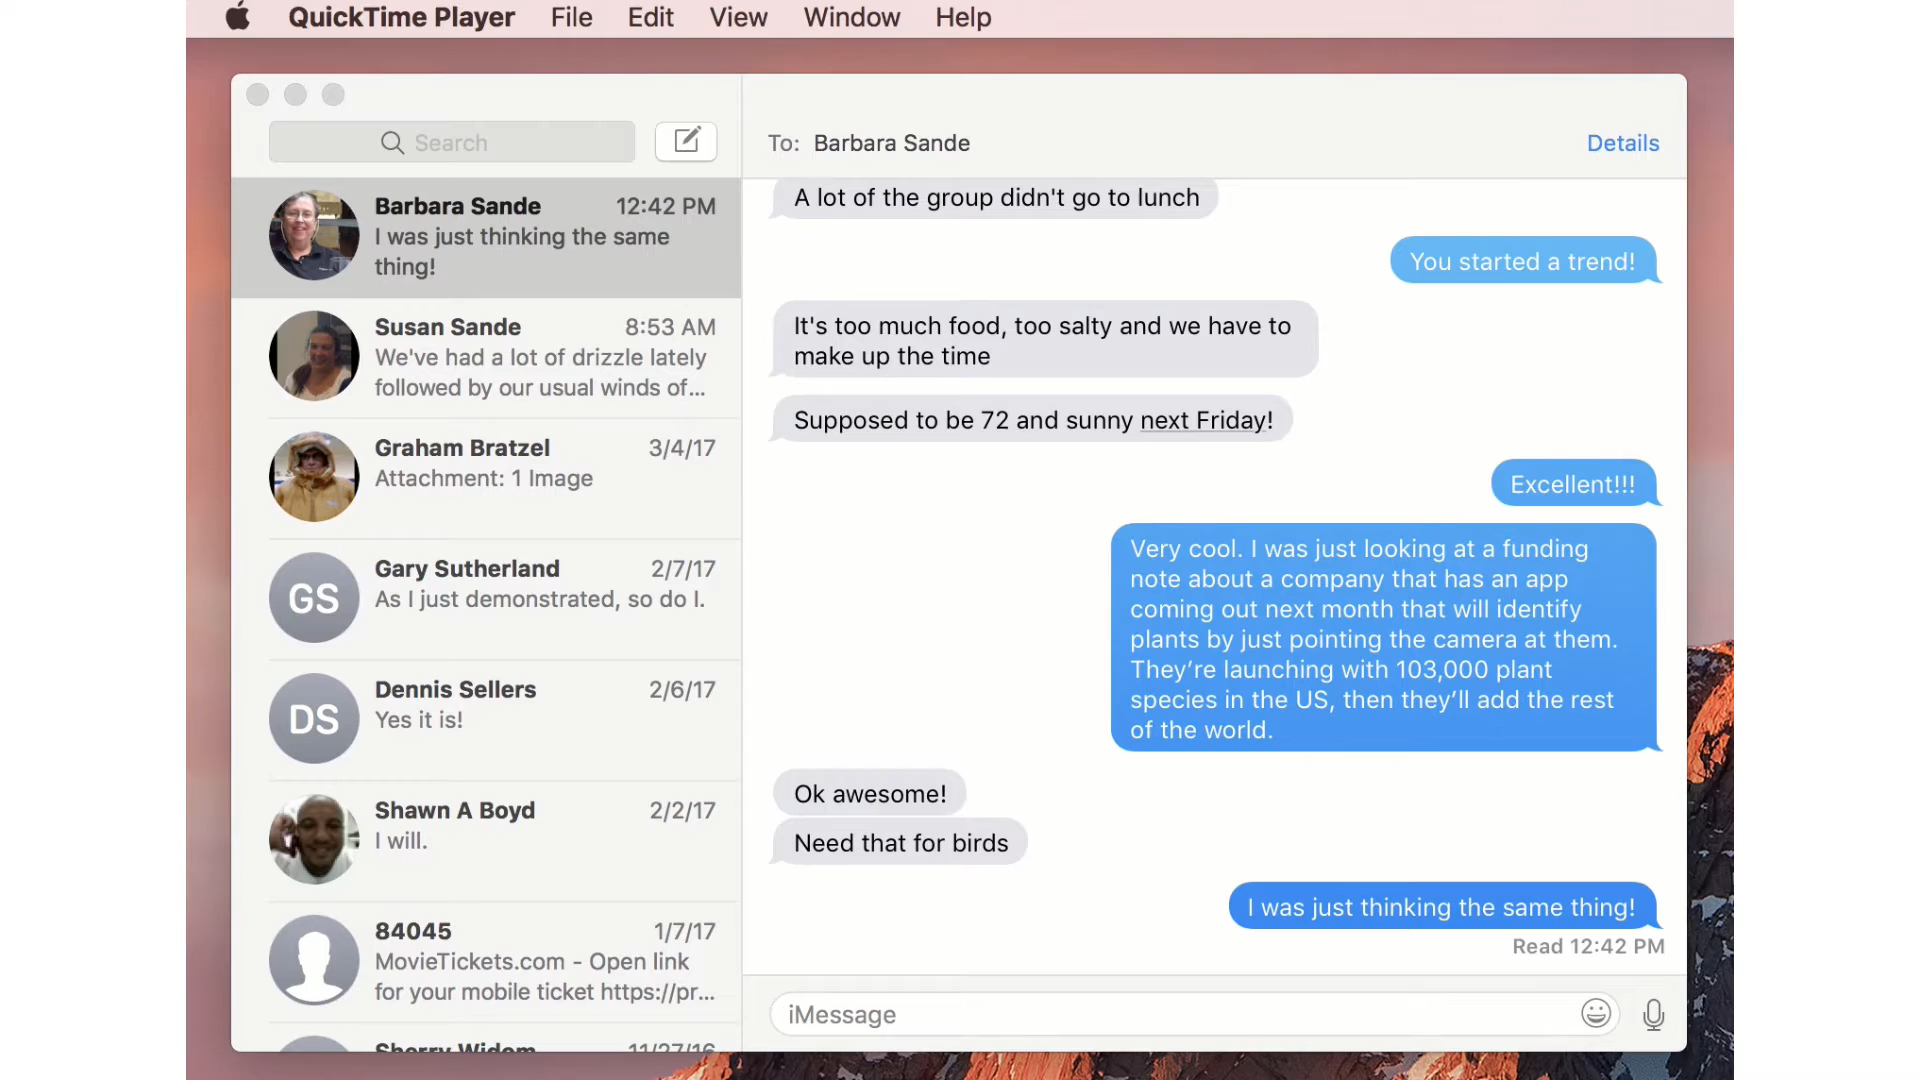 QuickTime Player File Edit View Window Help
Search
To: Barbara Sande
Details
Barbara Sande 12:42 PM
I was just thinking the same
thing!
Susan Sande 8:53 AM
We've had a lot of drizzle lately
followed by our usual winds of...
Graham Bratzel 3/4/17
Attachment: 1 Image
GS
Gary Sutherland 2/7/17
As I just demonstrated, so do I.
DS
Dennis Sellers 2/6/17
Yes it is!
Shawn A Boyd 2/2/17
I will.
84045 1/7/17
MovieTickets.com - Open link
for your mobile ticket https://pr...
Sherry Widom 11/27/16
A lot of the group didn't go to lunch
You started a trend!
It's too much food, too salty and we have to
make up the time
Supposed to be 72 and sunny next Friday!
Excellent!!!
Very cool. I was just looking at a funding
note about a company that has an app
coming out next month that will identify
plants by just pointing the camera at them.
They’re launching with 103,000 plant
species in the US, then they’ll add the rest
of the world.
Ok awesome!
Need that for birds
I was just thinking the same thing!
Read 12:42 PM
iMessage